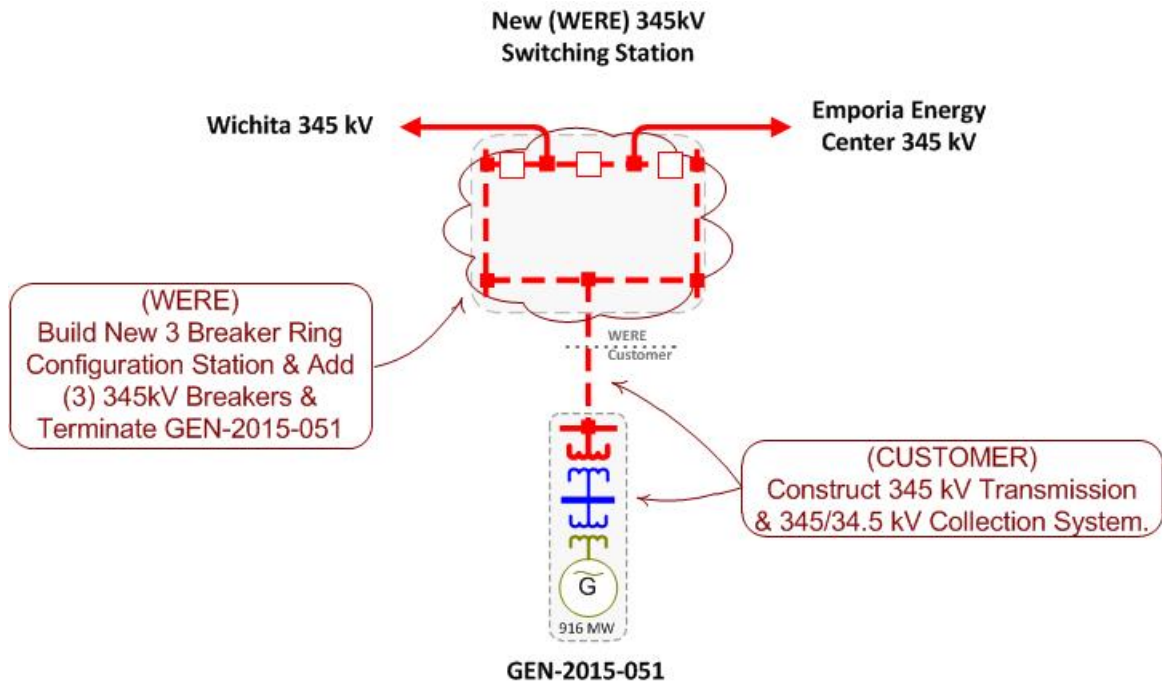 New (WERE) 345kV
Switching Station
Wichita 345 kV
Emporia Energy
Center 345 kV
(WERE)
Build New 3 Breaker Ring
Configuration Station & Add
(3) 345kV Breakers &
Terminate GEN-2015-051
WERE
Customer
(CUSTOMER)
Construct 345 kV Transmission
& 345/34.5 kV Collection System.
G
916 MW
GEN-2015-051